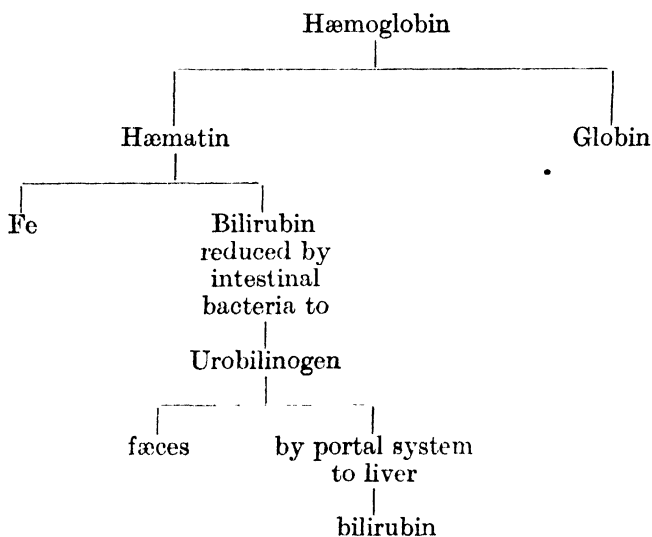 Hæmoglobin
Hæmatin Globin
Fe Bilirubin
reduced by
intestinal
bacteria to
Urobilinogen
fæces by portal system
to liver
bilirubin